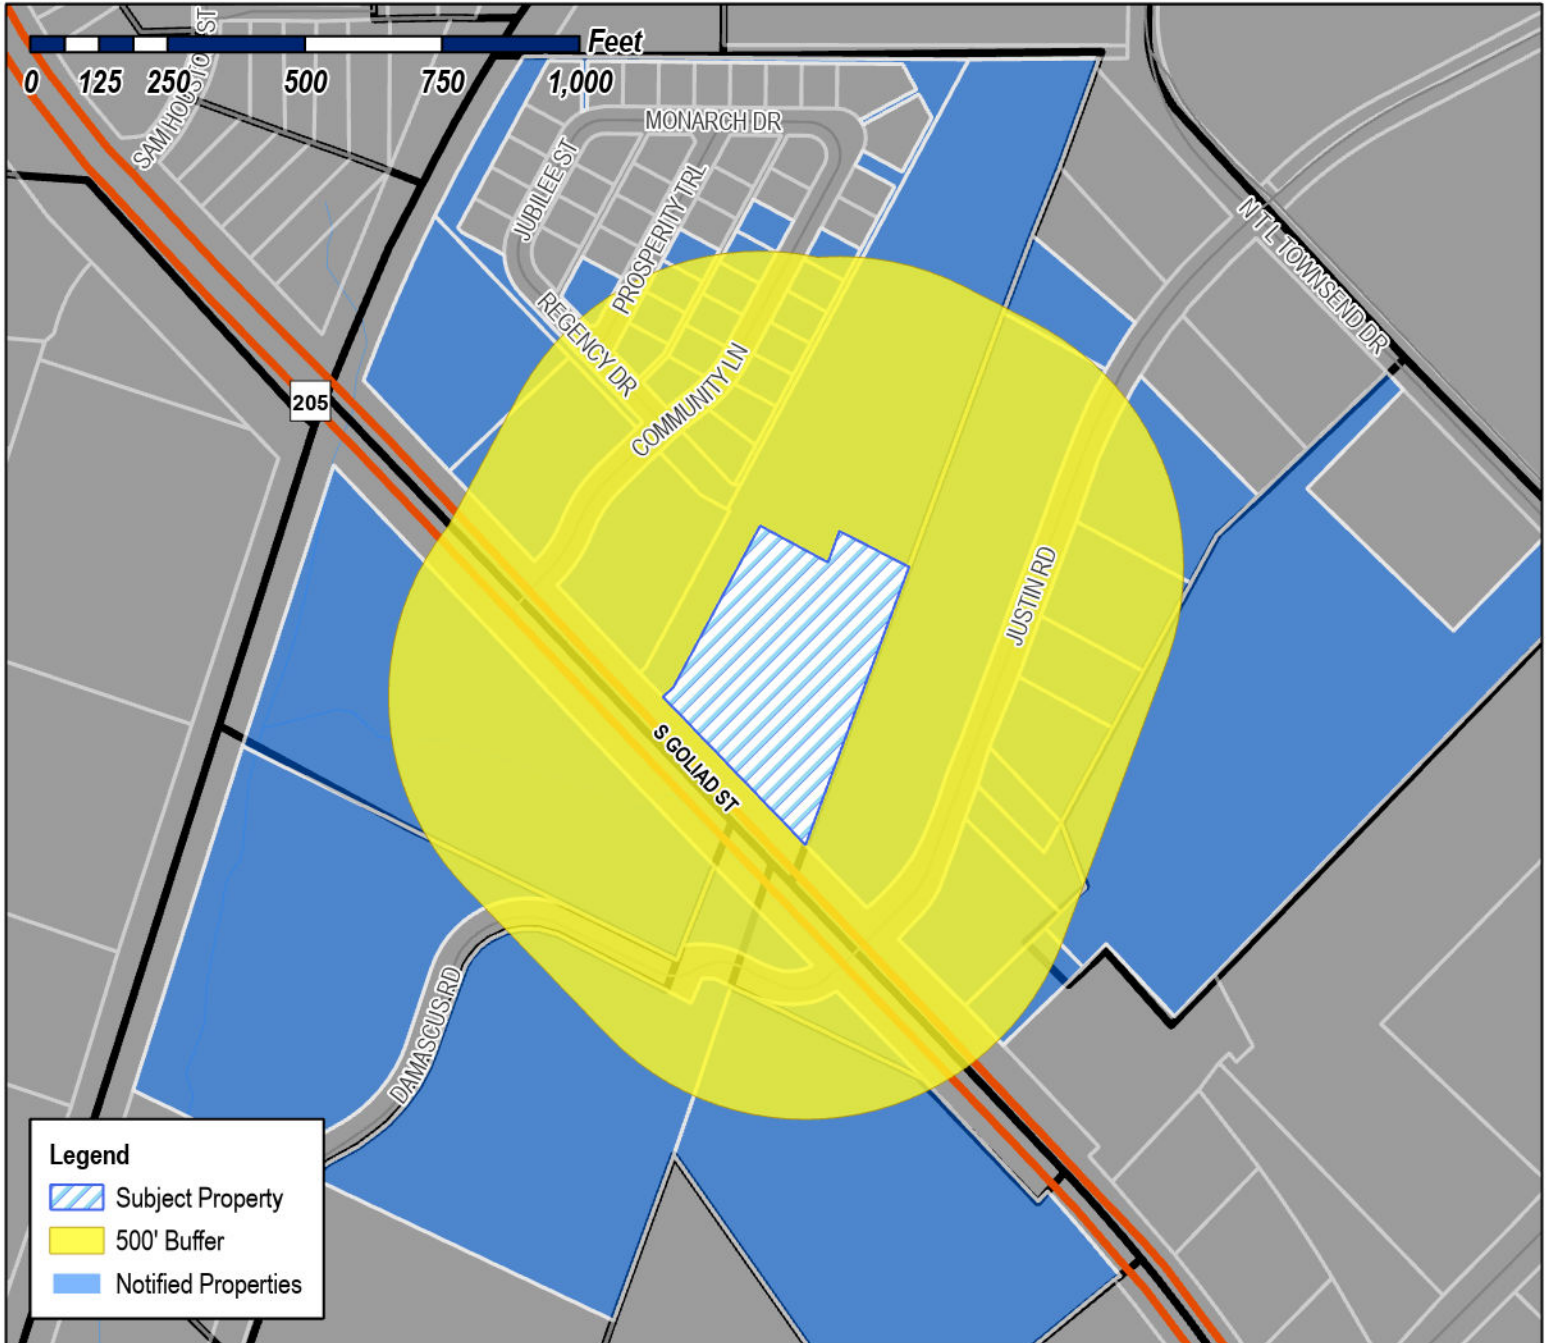 SAM HOUSTON ST
Feet
0 125 250 500 750 1,000
MONARCH DR
JUBILEE ST
PROSPERITY TRL
N T L TOWNSEND DR
REGENCY DR
COMMUNITY LN
205
JUSTIN RD
S GOLIAD ST
DAMASCUS RD
Legend
Subject Property
500' Buffer
Notified Properties